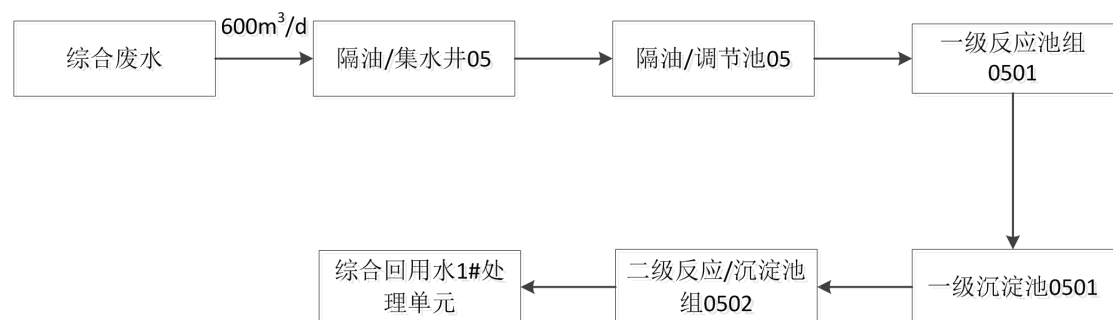 综合废水
600m³/d
隔油/集水井05
隔油/调节池05
一级反应池组
0501
一级沉淀池0501
二级反应/沉淀池
组0502
综合回用水1#处
理单元